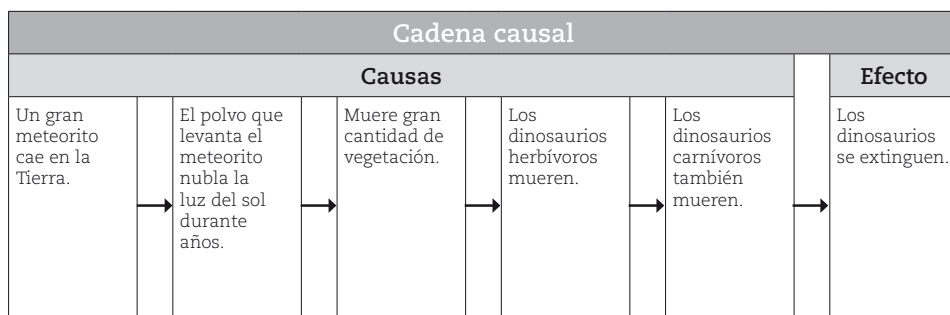 Cadena causal
Causas
Efecto
Un gran
meteorito
cae en la
Tierra.
El polvo que
levanta el
meteorito
nubla la
luz del sol
durante
años.
Muere gran
cantidad de
vegetación.
Los
dinosaurios
herbívoros
mueren.
Los
dinosaurios
carnívoros
también
mueren.
Los
dinosaurios
se extinguen.